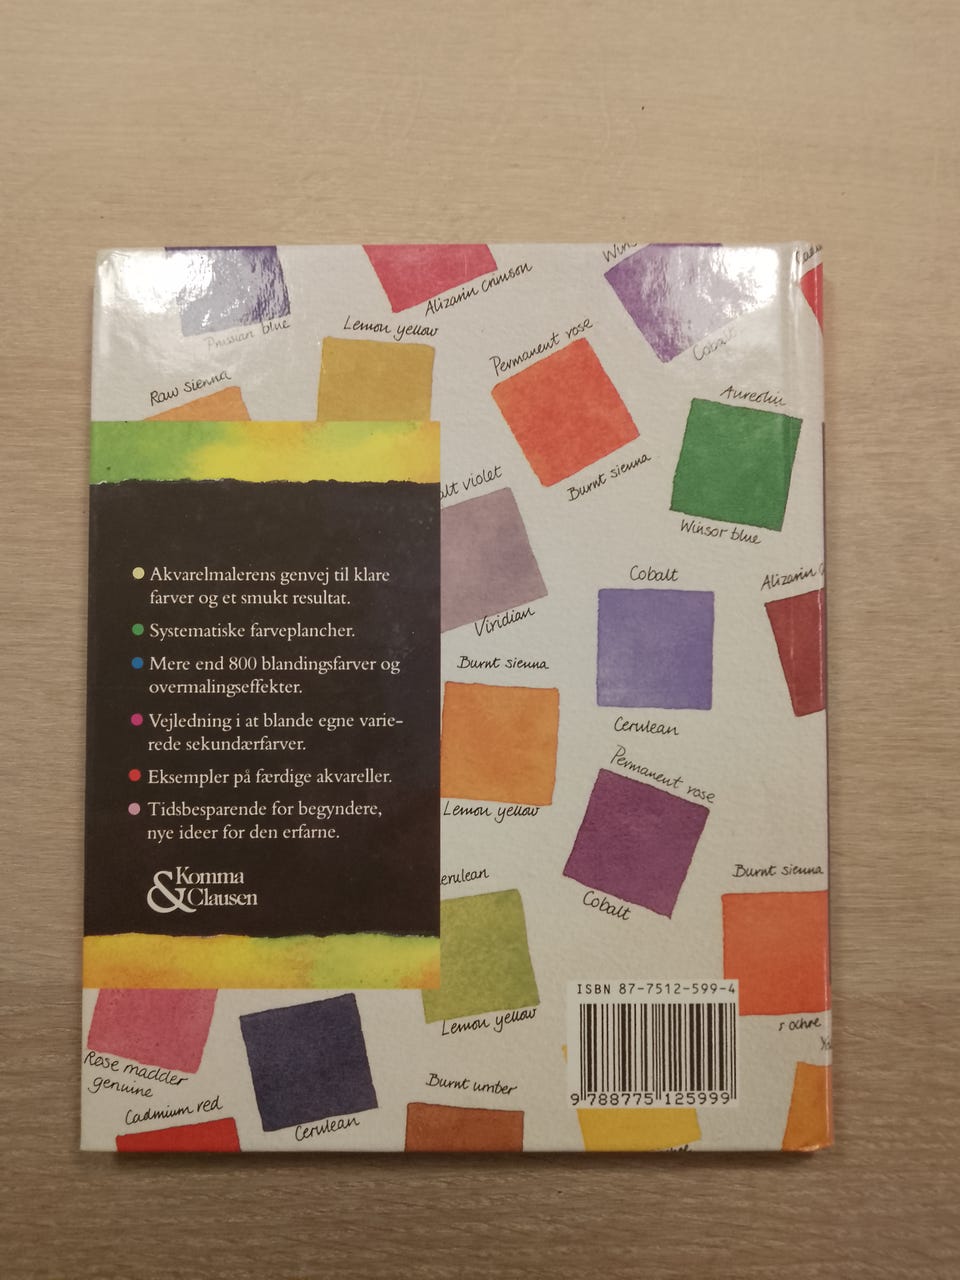 Prussian blue
Alizarin crimson
Lemon yellow
Raw sienna
Permanent rose
Burnt sienna
Cobalt
Aureolin
Winsor blue
violet
Viridian
Cobalt
Cerulean
Alizarin
Burnt sienna
Lemon yellow
Permanent rose
Cobalt
Burnt sienna
ochre
Lemon yellow
Rose madder
genuine
Cadmium red
Cerulean
Burnt umber
Akvarelmalerens genvej til klare
farver og et smukt resultat.
Systematiske farveplancher.
Mere end 800 blandingsfarver og
overmalingseffekter.
Vejledning i at blande egne varie-
rede sekundærfarver.
Eksempler på færdige akvareller.
Tidsbesparende for begyndere,
nye ideer for den erfarne.
Komma
& Clausen
ISBN 87-7512-599-4
9 788775 125999